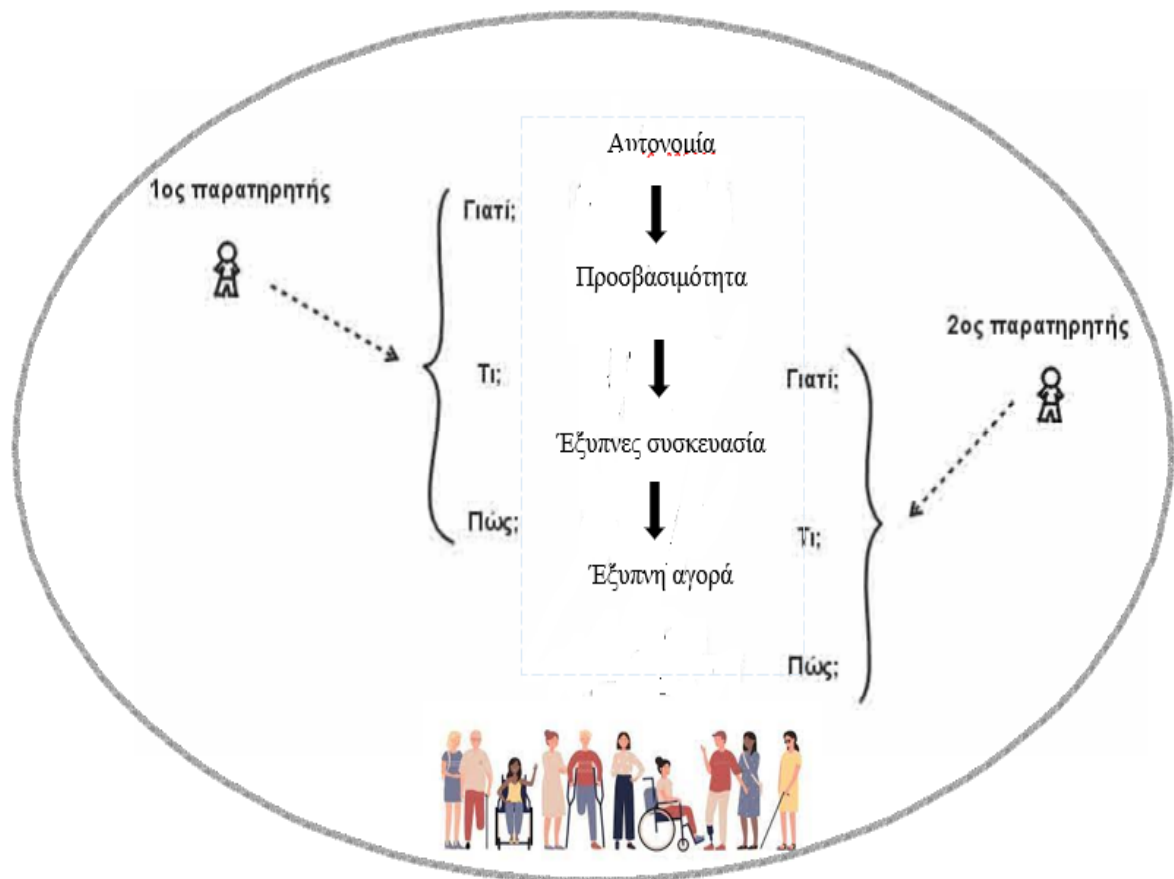 Αυτονομία
1ος παρατηρητής
Γιατί;
Προσβασιμότητα
2ος παρατηρητής
Τι;
Γιατί;
Έξυπνες συσκευασία
Πώς;
Τι;
Έξυπνη αγορά
Πώς;